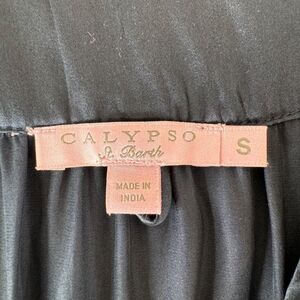 CALYPSO
St. Barth
S
MADE IN
INDIA